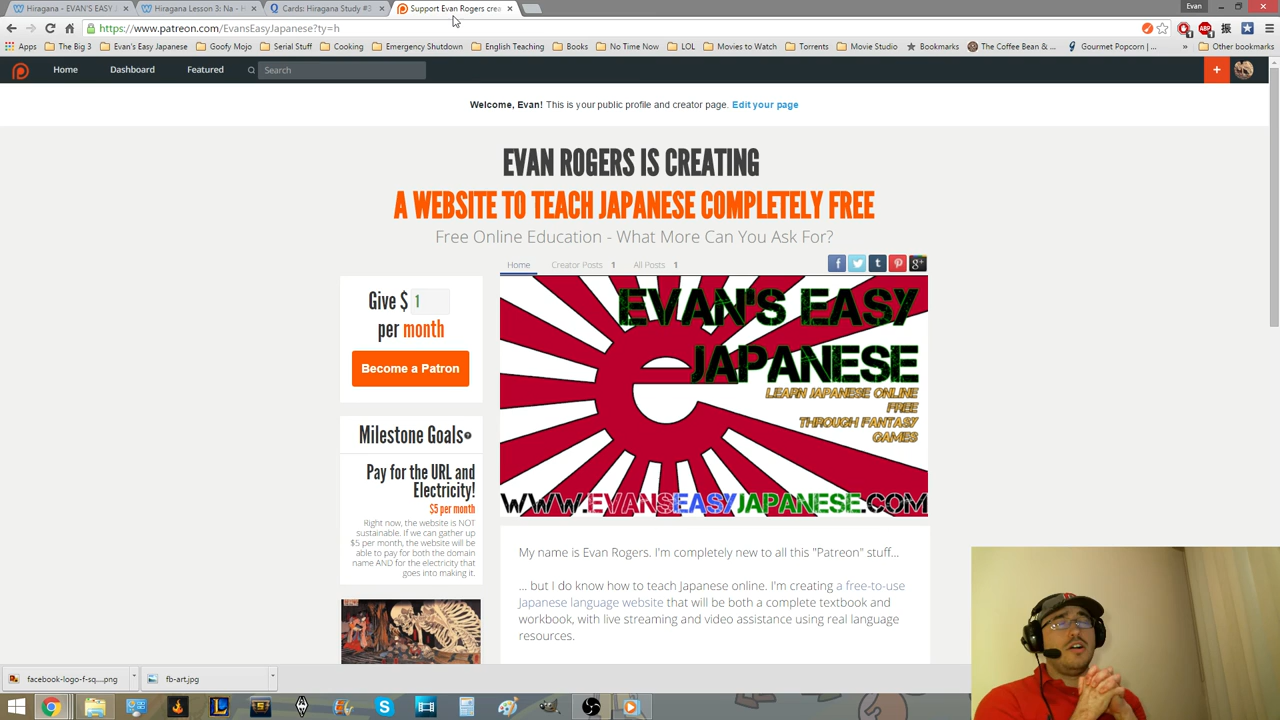 Hiragana - EVAN'S EASY J
Hiragana Lesson 3: Na - H
Cards: Hiragana Study #3
Support Evan Rogers crea
Evan
https://www.patreon.com/EvansEasyJapanese?ty=h
Apps
The Big 3
Evan's Easy Japanese
Goofy Mojo
Serial Stuff
Computer
Emergency Shutdown
English Teaching
Books
No Time Now
LOL
Movies to Watch
Torrents
Movie Studio
Bookmarks
The Coffee Bean &
Gourmet Popcorn |
»
Other bookmarks
Home
Dashboard
Featured
Search
Welcome, Evan! This is your public profile and creator page. Edit your page
EVAN ROGERS IS CREATING
A WEBSITE TO TEACH JAPANESE COMPLETELY FREE
Free Online Education - What More Can You Ask For?
Home
Creator Posts 1
All Posts 1
Give $ 1
per month
Become a Patron
EVAN'S EASY
JAPANESE
LEARN JAPANESE ONLINE
FREE
THROUGH FANTASY
GAMES
WWW.EVANSEASYJAPANESE.COM
Milestone Goals
Pay for the URL and
Electricity!
$5 per month
Right now, the website is NOT
sustainable. If we can gather up
$5 per month, the website will be
able to pay for both the domain
name AND for the electricity that
goes into making it.
My name is Evan Rogers. I'm completely new to all this "Patreon" stuff...
... but I do know how to teach Japanese online. I'm creating a free-to-use
Japanese language website that will be both a complete textbook and
workbook, with live streaming and video assistance using real language
resources.
facebook-logo-f-sq....png
fb-art.jpg